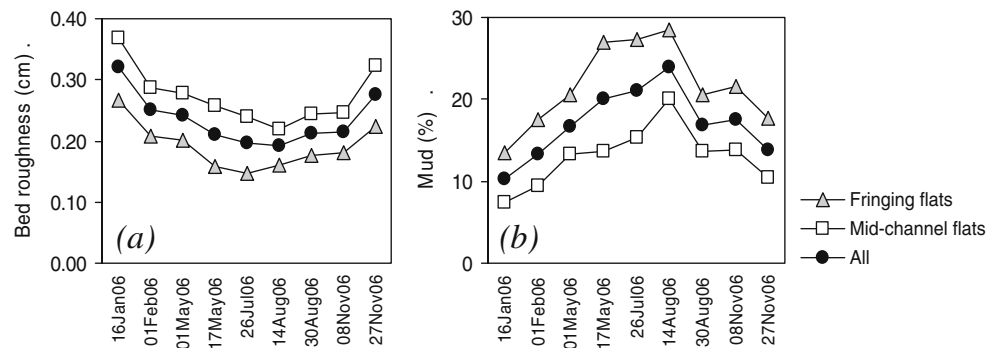 0.40
0.30
0.20
0.10
0.00
Bed roughness (cm) .
(a)
16Jan06
01Feb06
01May06
17May06
26Jul06
14Aug06
30Aug06
08Nov06
27Nov06
30
20
10
0
Mud (%) .
(b)
16Jan06
01Feb06
01May06
17May06
26Jul06
14Aug06
30Aug06
08Nov06
27Nov06
Fringing flats
Mid-channel flats
All